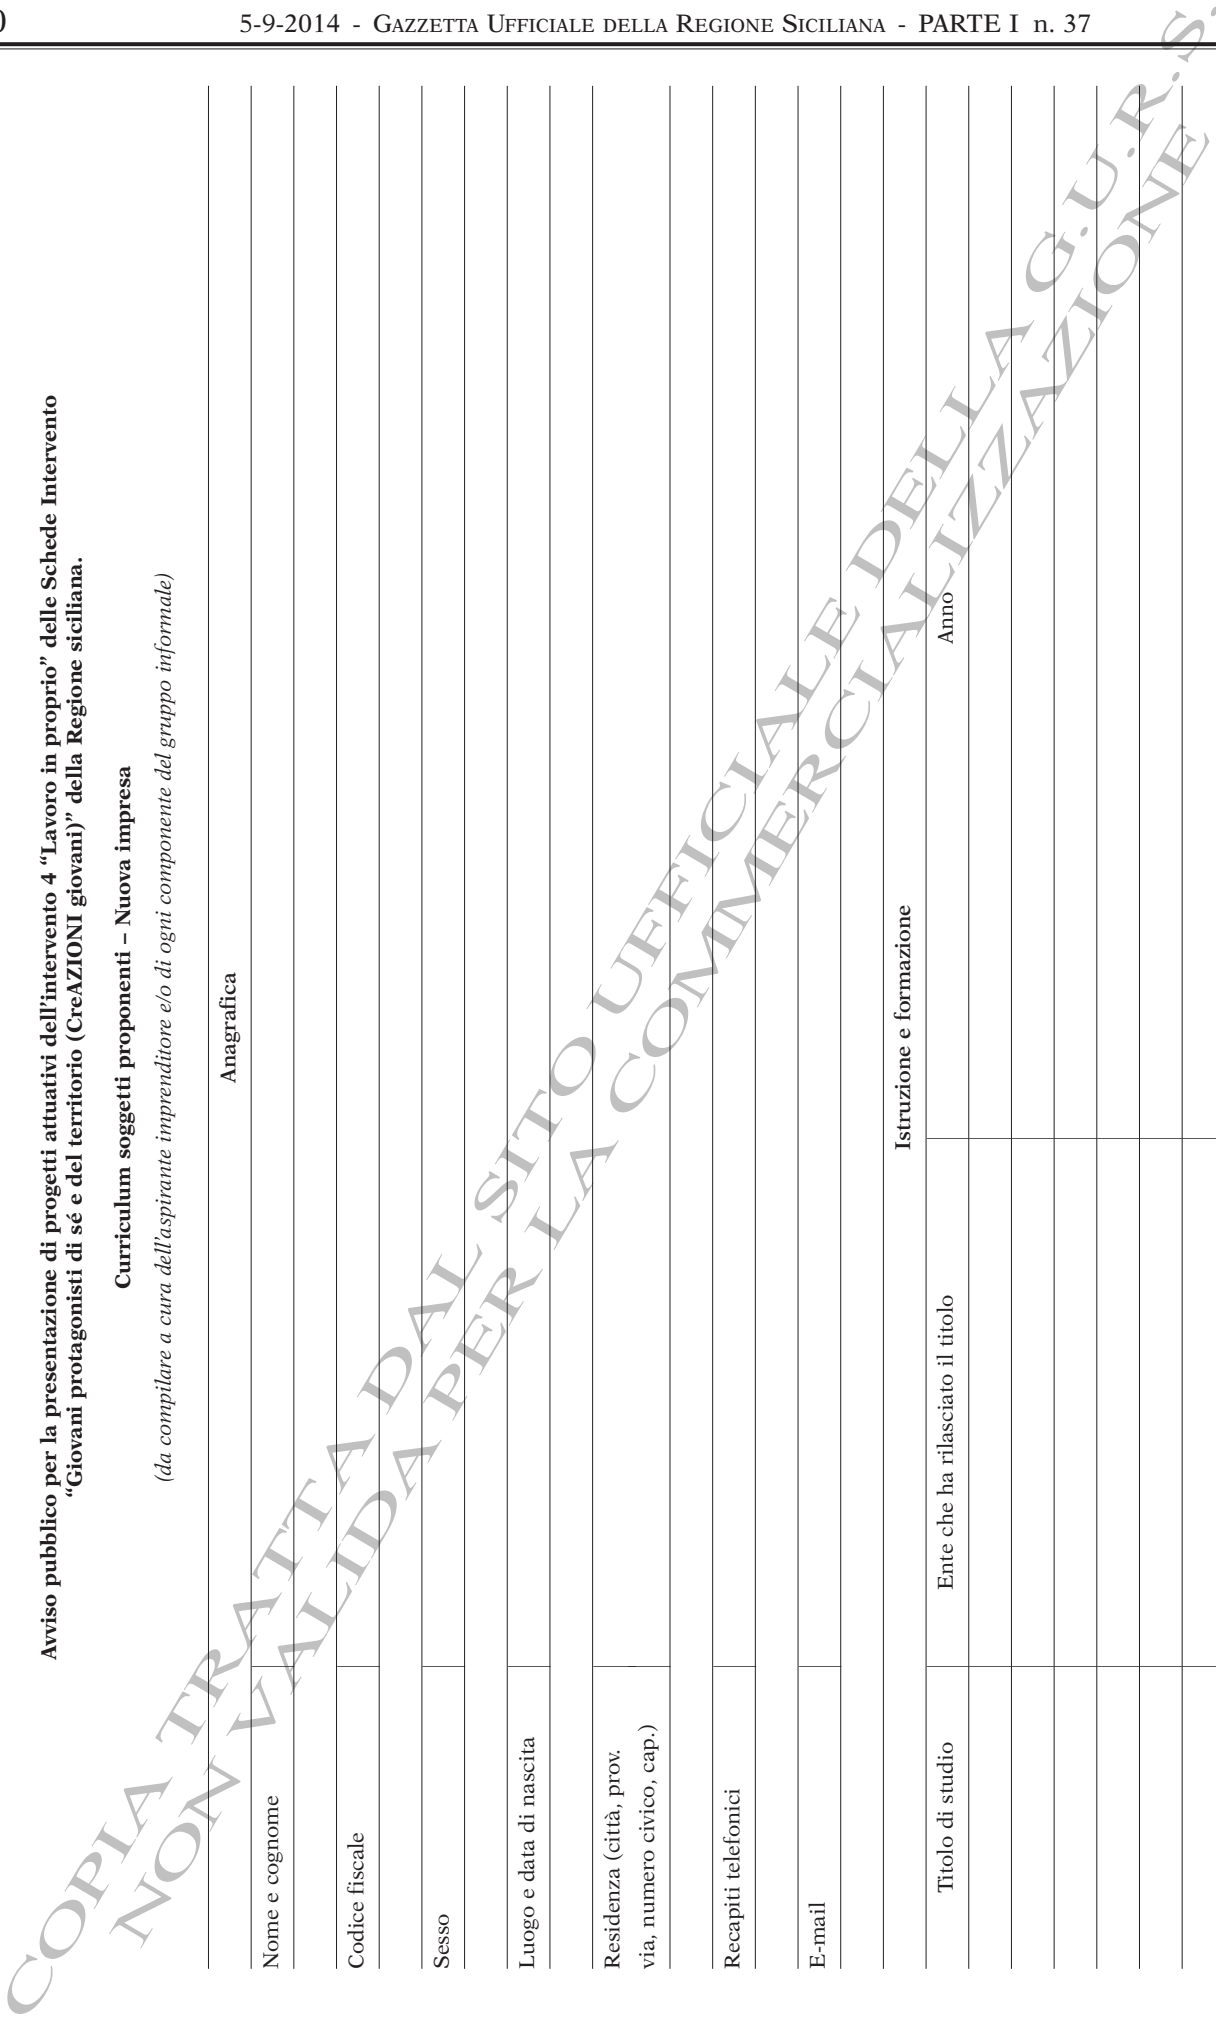 0
5-9-2014 - GAZZETTA UFFICIALE DELLA REGIONE SICILIANA - PARTE I n. 37
Avviso pubblico per la presentazione di progetti attuativi dell'intervento 4 “Lavoro in proprio” delle Schede Intervento
“Giovani protagonisti di sé e del territorio (CreAZIONI giovani)” della Regione siciliana.
Curriculum soggetti proponenti – Nuova impresa
(da compilare a cura dell'aspirante imprenditore e/o di ogni componente del gruppo informale)
Anagrafica
Nome e cognome
Codice fiscale
Sesso
Luogo e data di nascita
Residenza (città, prov.
via, numero civico, cap.)
Recapiti telefonici
E-mail
Istruzione e formazione
Titolo di studio Ente che ha rilasciato il titolo Anno
COPIA TRATTA DAL SITO UFFICIALE DELLA G.U.R.S.
NON VALIDA PER LA COMMERCIALIZZAZIONE